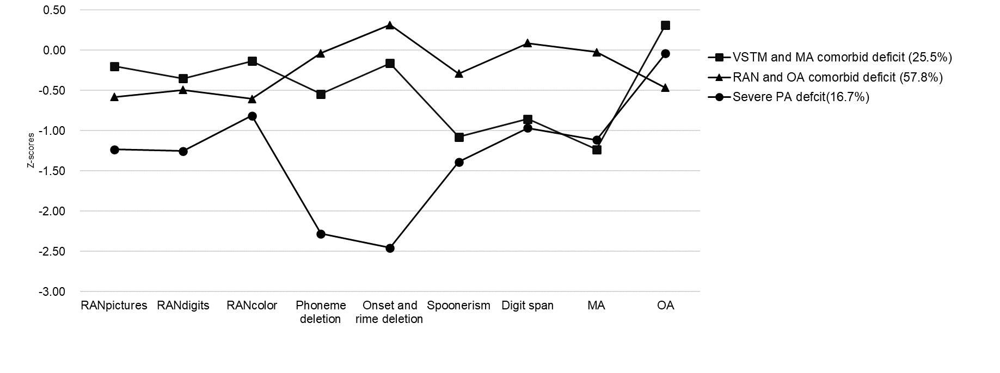 0.50
0.00
-0.50
-1.00
-1.50
-2.00
-2.50
-3.00
Z-scores
RANpictures RANdigits RANcolor Phoneme Onset and Spoonerism Digit span MA OA
deletion rime deletion
VSTM and MA comorbid deficit (25.5%)
RAN and OA comorbid deficit (57.8%)
Severe PA defcit(16.7%)